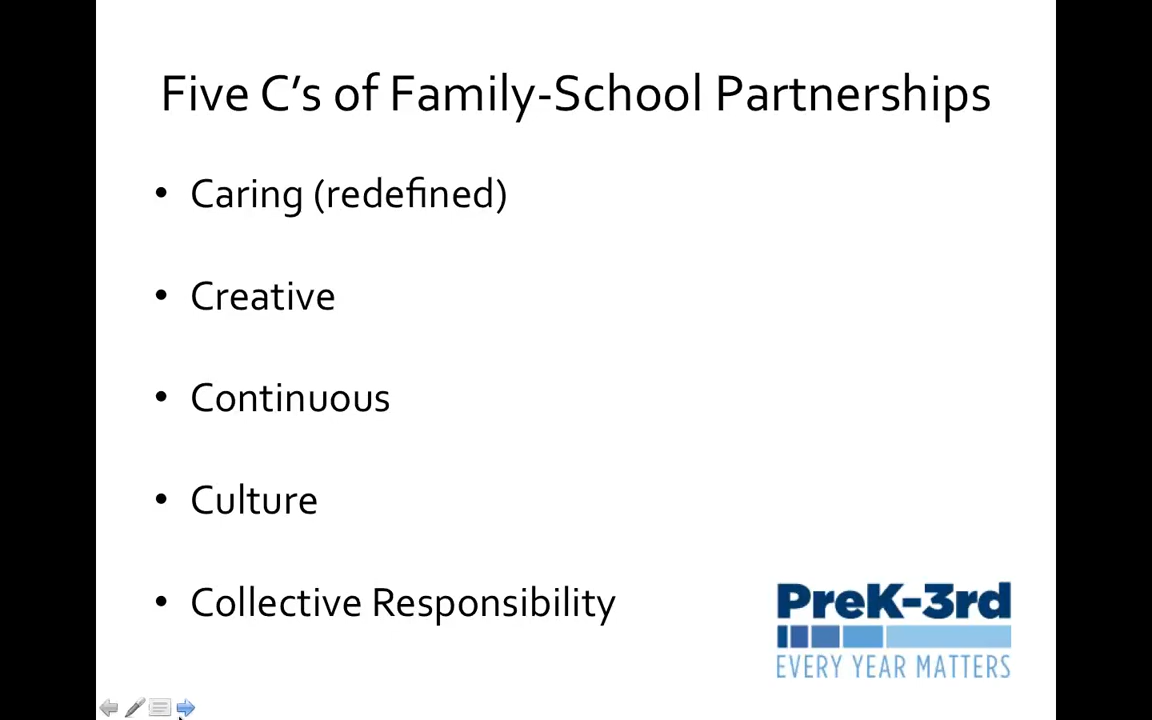 Five C’s of Family-School Partnerships
• Caring (redefined)
• Creative
• Continuous
• Culture
• Collective Responsibility
PreK-3rd
EVERY YEAR MATTERS